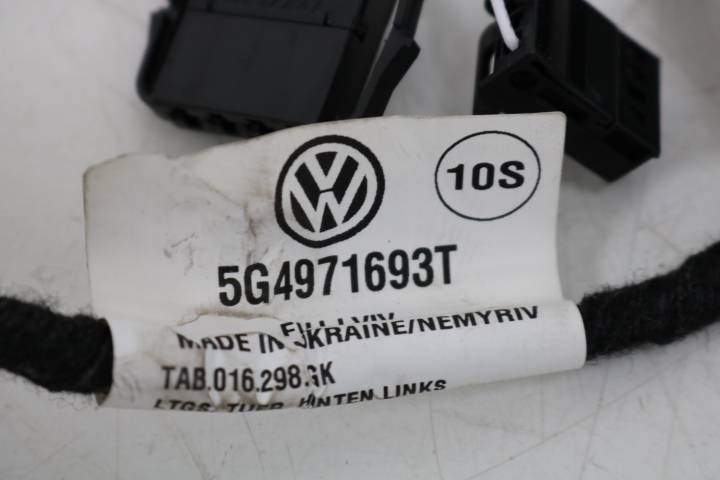 10S
5G4971693T
MADE IN UKRAINE/NEMYRIV
TAB.016.298.GK
LTGS. TUER HINTEN LINKS